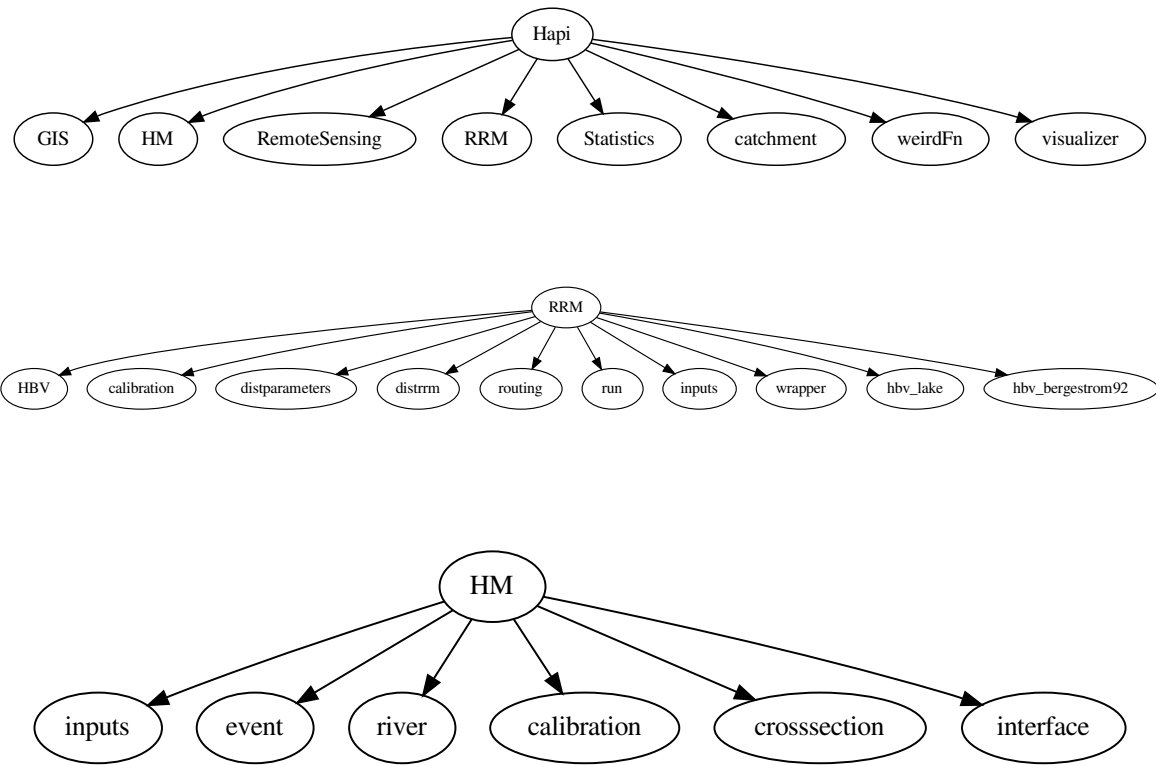 Hapi
GIS HM RemoteSensing RRM Statistics catchment weirdFn visualizer
RRM
HBV calibration distparameters distrrm routing run inputs wrapper hbv_lake hbv_bergestrom92
HM
inputs event river calibration crosssection interface